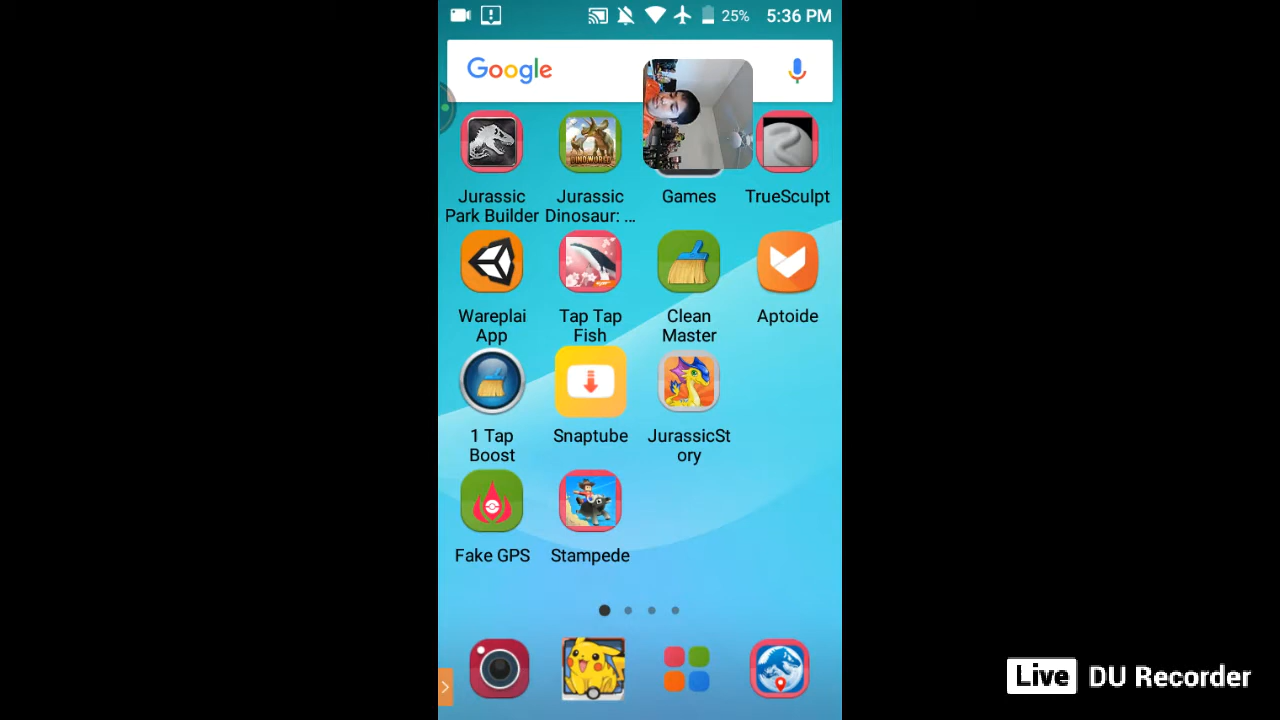 25% 5:36 PM
Google
Jurassic Park Builder
Jurassic Dinosaur: ...
Games
TrueSculpt
Wareplai App
Tap Tap Fish
Clean Master
Aptoide
1 Tap Boost
Snaptube
JurassicSt
ory
Fake GPS
Stampede
Live DU Recorder